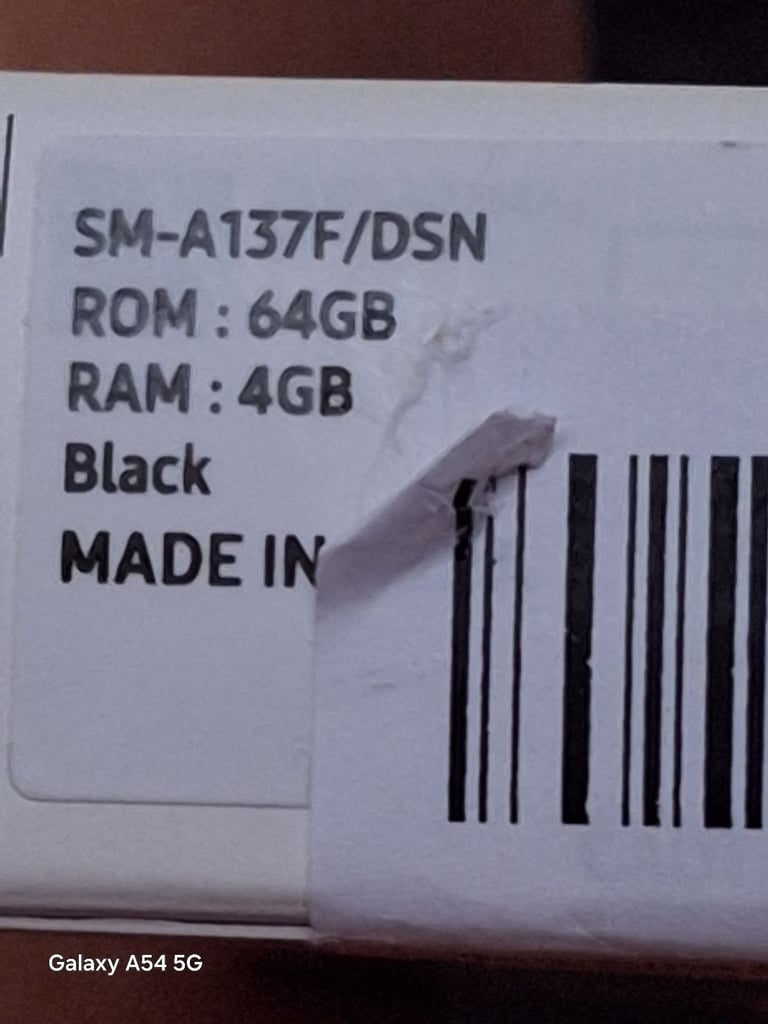 SM-A137F/DSN
ROM : 64GB
RAM : 4GB
Black
MADE IN
Galaxy A54 5G